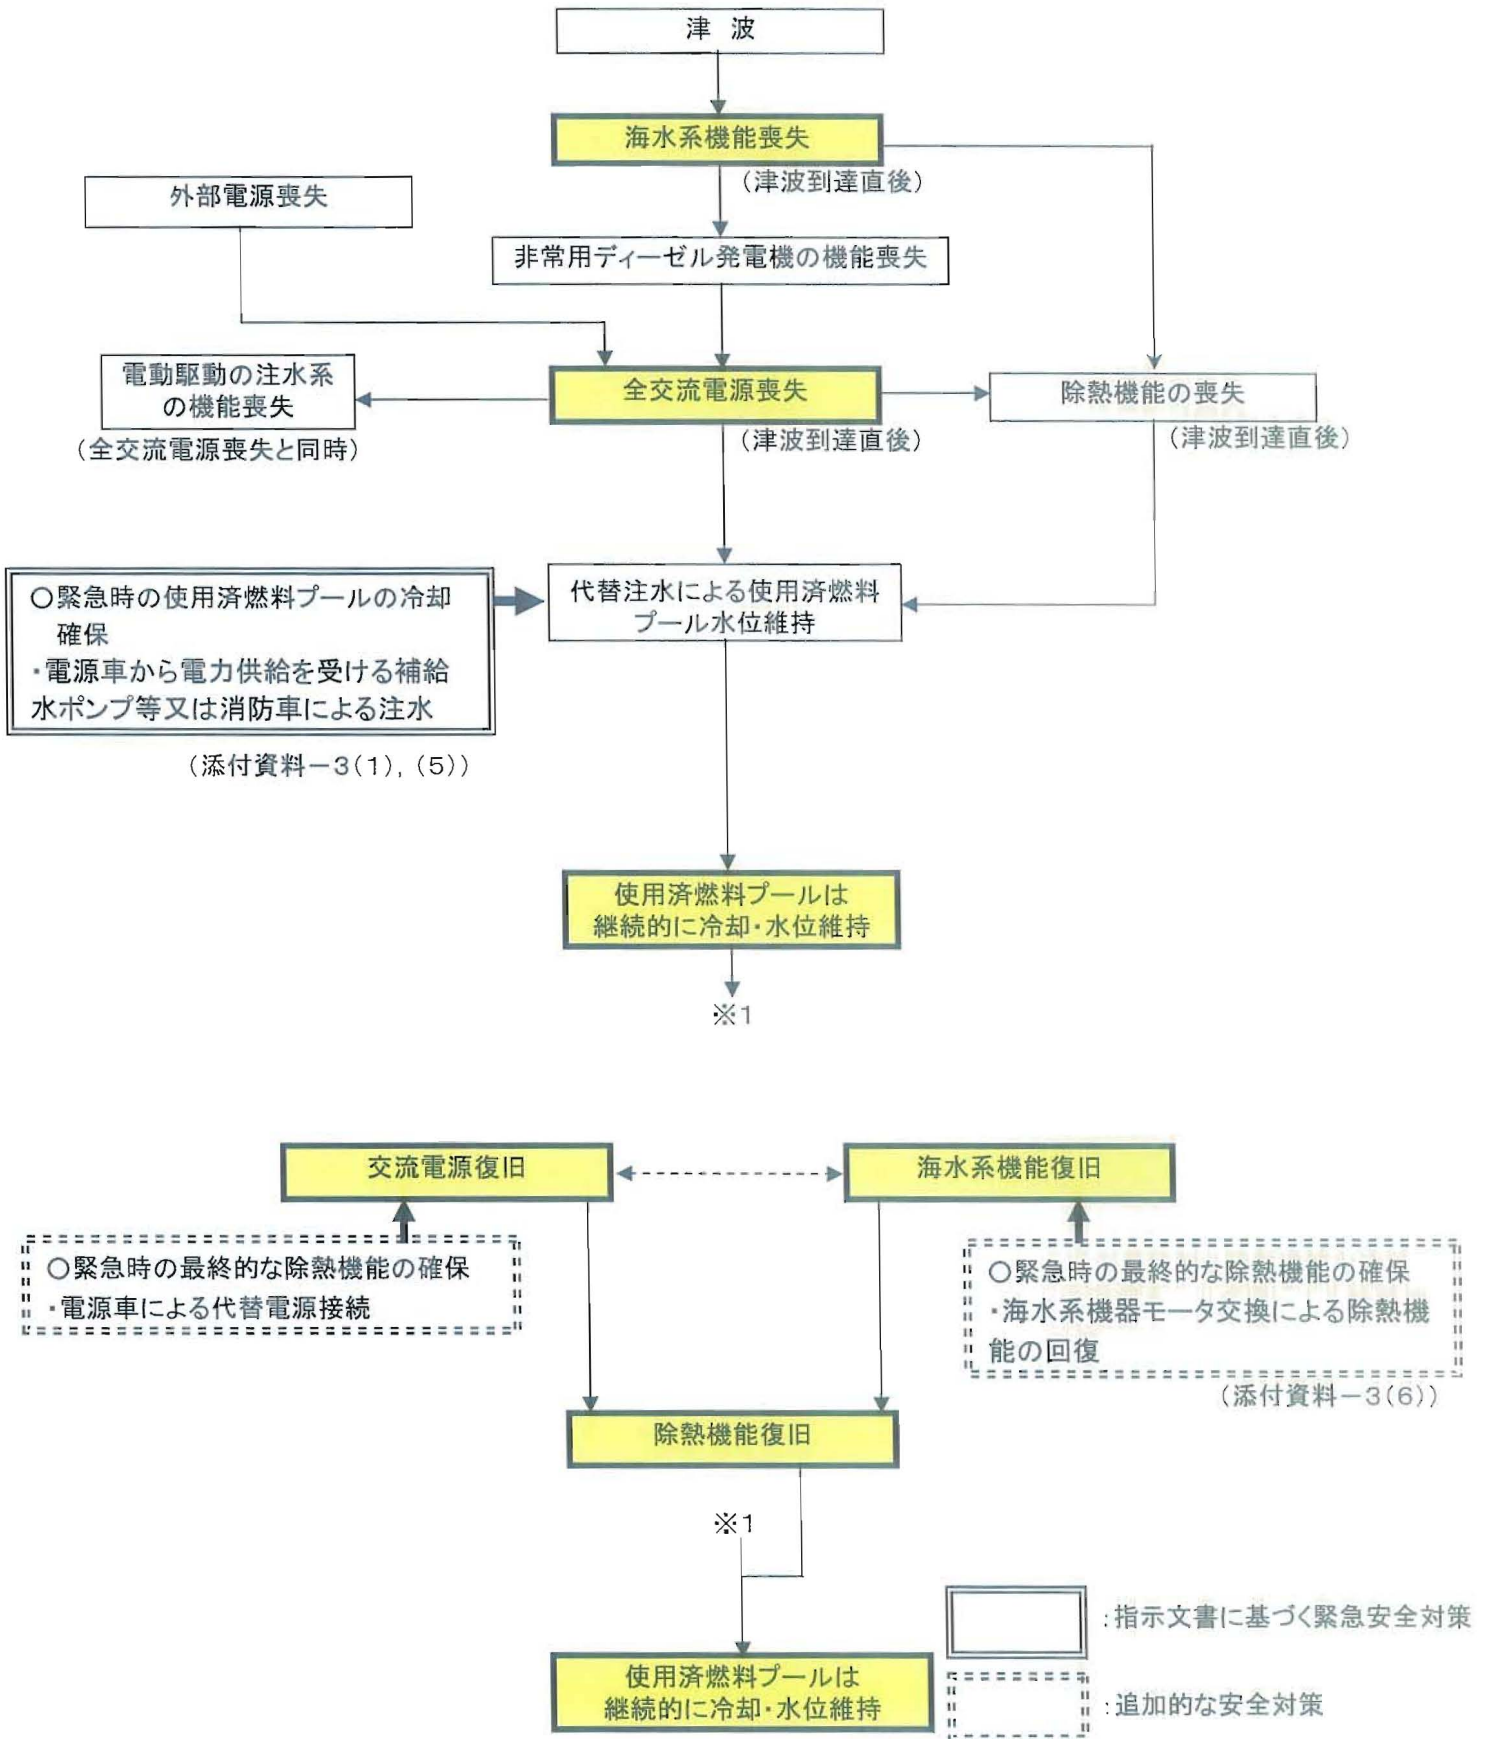 津 波
海水系機能喪失
（津波到達直後）
外部電源喪失
非常用ディーゼル発電機の機能喪失
電動駆動の注水系
の機能喪失
（全交流電源喪失と同時）
全交流電源喪失
（津波到達直後）
除熱機能の喪失
（津波到達直後）
○緊急時の使用済燃料プールの冷却
確保
・電源車から電力供給を受ける補給
水ポンプ等又は消防車による注水
（添付資料－3(1), (5)）
代替注水による使用済燃料
プール水位維持
使用済燃料プールは
継続的に冷却・水位維持
※1
交流電源復旧
海水系機能復旧
○緊急時の最終的な除熱機能の確保
・電源車による代替電源接続
○緊急時の最終的な除熱機能の確保
・海水系機器モータ交換による除熱機
能の回復
（添付資料－3(6)）
除熱機能復旧
※1
使用済燃料プールは
継続的に冷却・水位維持
:指示文書に基づく緊急安全対策
:追加的な安全対策